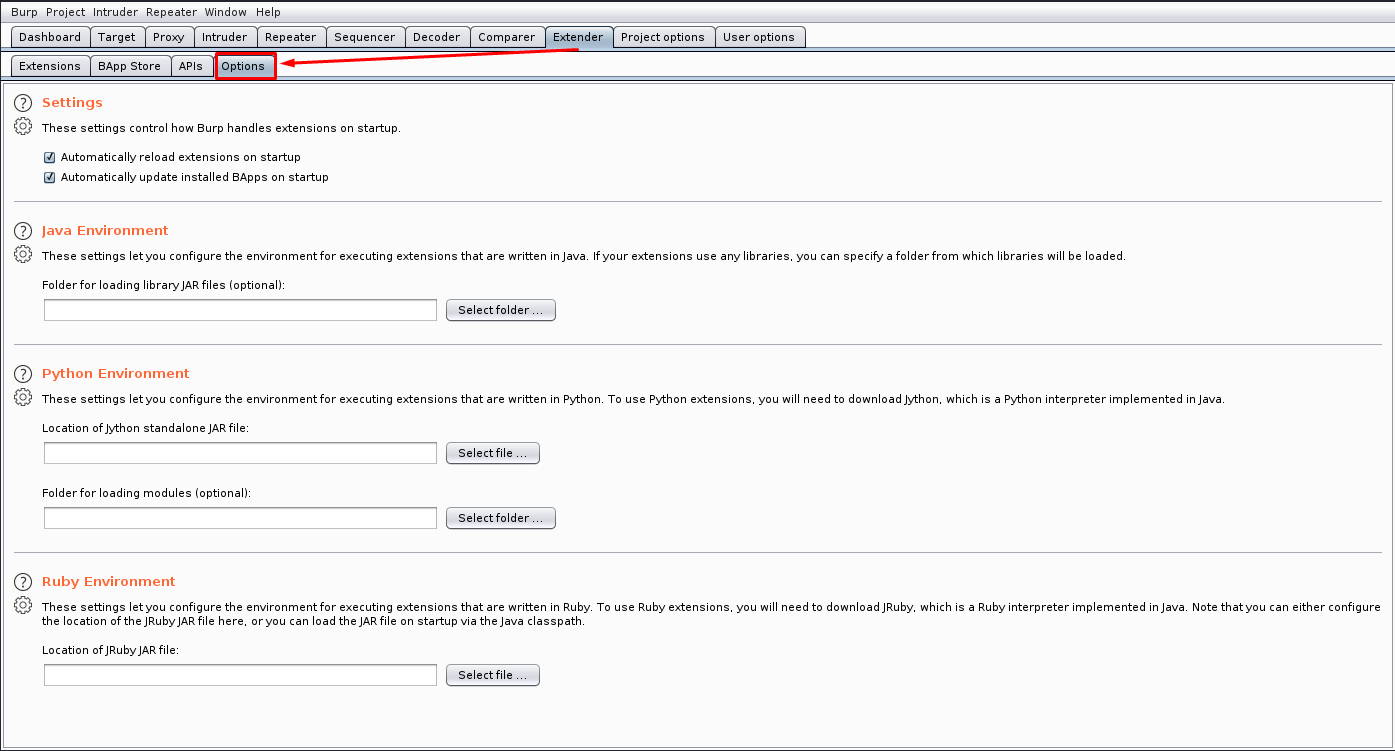 Burp Project Intruder Repeater Window Help
Dashboard Target Proxy Intruder Repeater Sequencer Decoder Comparer Extender Project options User options
Extensions BApp Store APIs Options
? Settings
These settings control how Burp handles extensions on startup.
Automatically reload extensions on startup
Automatically update installed BApps on startup
? Java Environment
These settings let you configure the environment for executing extensions that are written in Java. If your extensions use any libraries, you can specify a folder from which libraries will be loaded.
Folder for loading library JAR files (optional):
Select folder ...
? Python Environment
These settings let you configure the environment for executing extensions that are written in Python. To use Python extensions, you will need to download Jython, which is a Python interpreter implemented in Java.
Location of Jython standalone JAR file:
Select file ...
Folder for loading modules (optional):
Select folder ...
? Ruby Environment
These settings let you configure the environment for executing extensions that are written in Ruby. To use Ruby extensions, you will need to download JRuby, which is a Ruby interpreter implemented in Java. Note that you can either configure
the location of the JRuby JAR file here, or you can load the JAR file on startup via the Java classpath.
Location of JRuby JAR file:
Select file ...